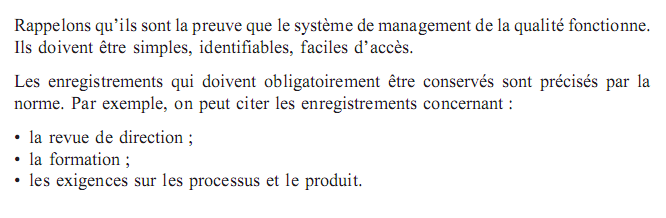 Rappelons qu’ils sont la preuve que le système de management de la qualité fonctionne.
Ils doivent être simples, identifiables, faciles d’accès.
Les enregistrements qui doivent obligatoirement être conservés sont précisés par la
norme. Par exemple, on peut citer les enregistrements concernant :
• la revue de direction ;
• la formation ;
• les exigences sur les processus et le produit.